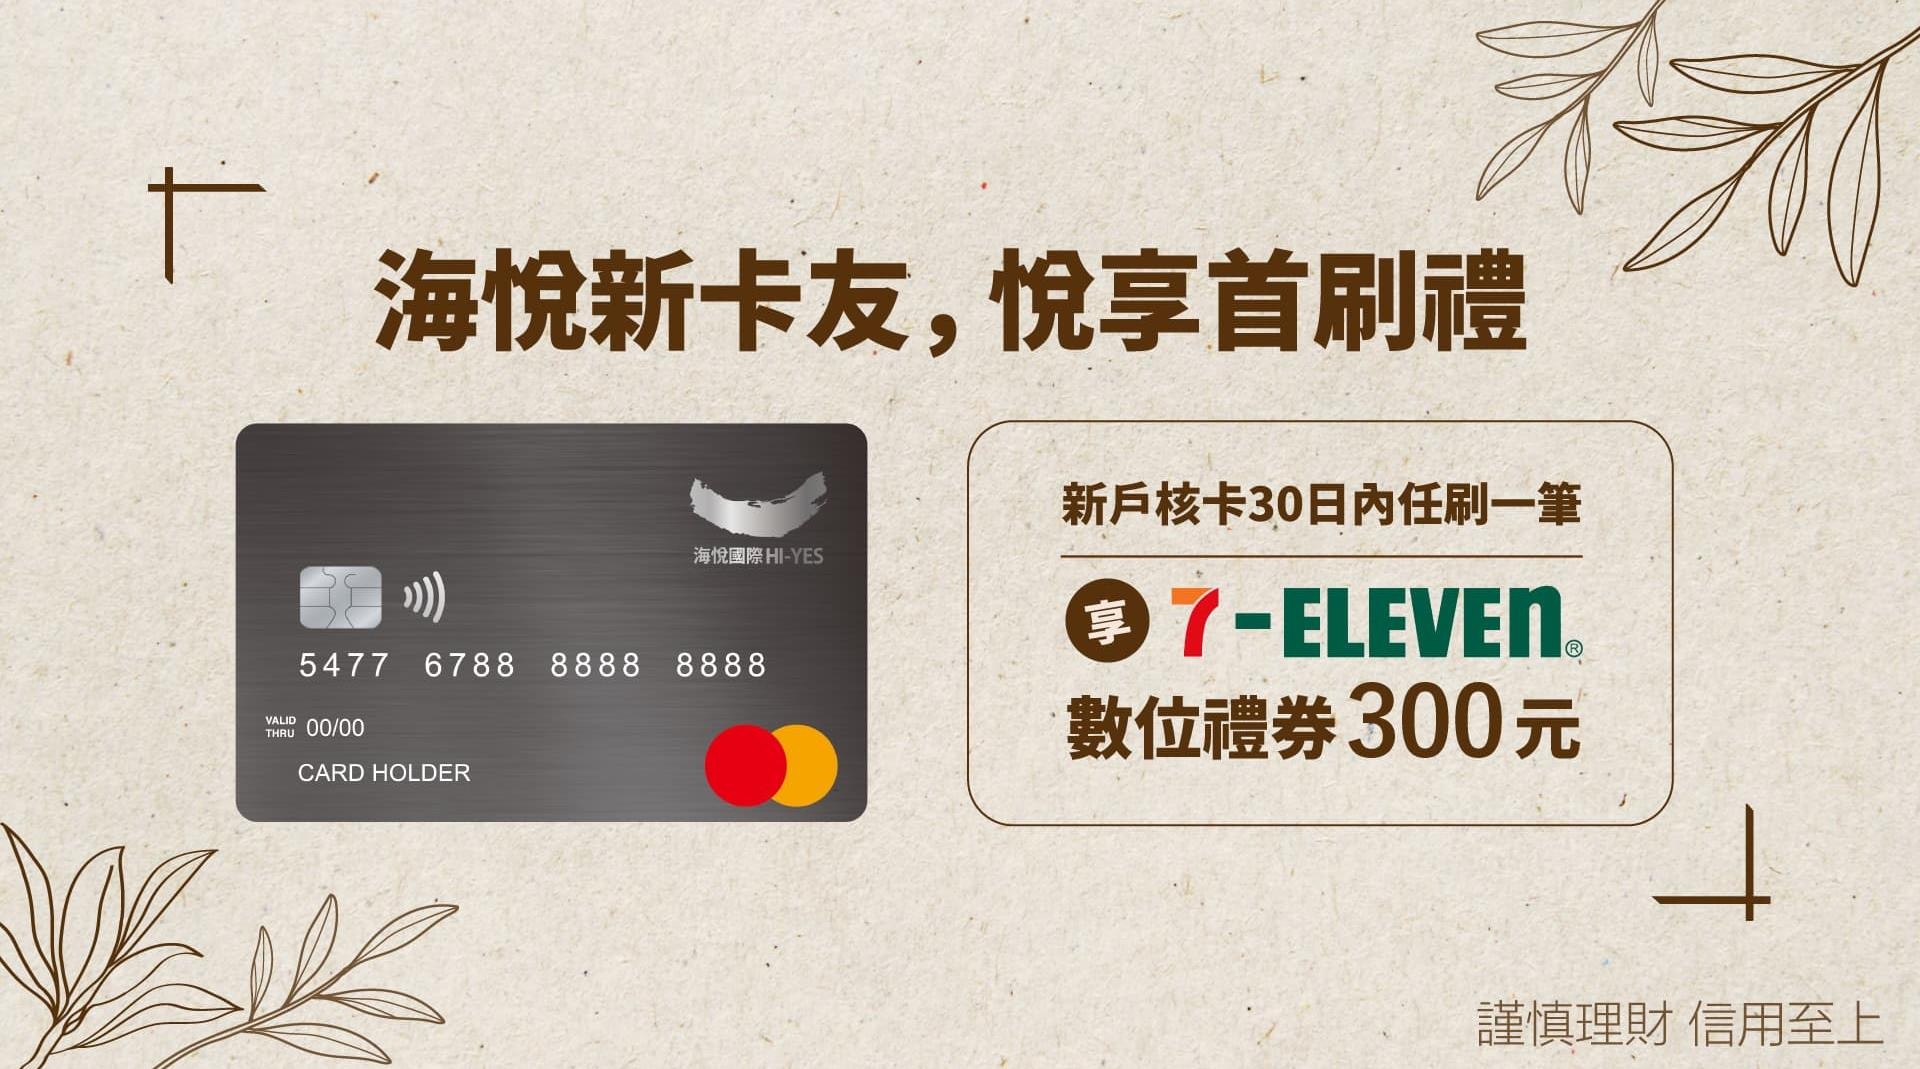 海悅新卡友，悅享首刷禮
海悅國際 HI-YES
5477 6788 8888 8888
VALID THRU 00/00
CARD HOLDER
新戶核卡30日內任刷一筆
享 7-ELEVEn®
數位禮券300元
謹慎理財 信用至上